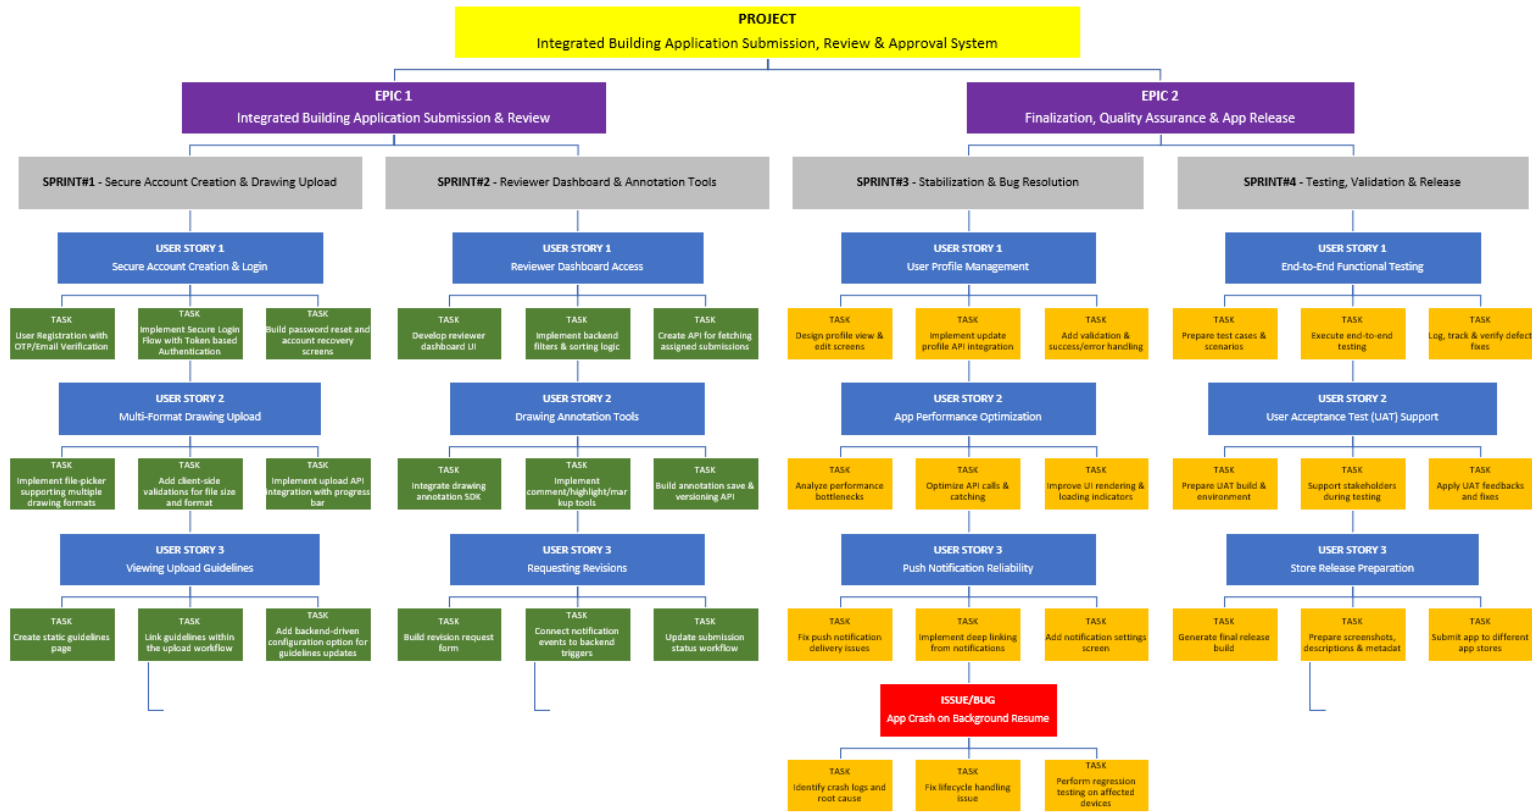 PROJECT
Integrated Building Application Submission, Review & Approval System
EPIC 1
Integrated Building Application Submission & Review
EPIC 2
Finalization, Quality Assurance & App Release
SPRINT#1 - Secure Account Creation & Drawing Upload
SPRINT#2 - Reviewer Dashboard & Annotation Tools
SPRINT#3 - Stabilization & Bug Resolution
SPRINT#4 - Testing, Validation & Release
USER STORY 1
Secure Account Creation & Login
USER STORY 1
Reviewer Dashboard Access
USER STORY 1
User Profile Management
USER STORY 1
End-to-End Functional Testing
TASK
User Registration with
OTP/Email Verification
TASK
Implement Secure Login
Flow with Token based
Authentication
TASK
Build password reset and
account recovery
screens
TASK
Develop reviewer
dashboard UI
TASK
Implement backend
filters & sorting logic
TASK
Create API for fetching
assigned submissions
TASK
Design profile view &
edit screens
TASK
Implement update
profile API integration
TASK
Add validation &
success/error handling
TASK
Prepare test cases &
scenarios
TASK
Execute end-to-end
testing
TASK
Log, track & verify defect
fixes
USER STORY 2
Multi-Format Drawing Upload
USER STORY 2
Drawing Annotation Tools
USER STORY 2
App Performance Optimization
USER STORY 2
User Acceptance Test (UAT) Support
TASK
Implement file-picker
supporting multiple
drawing formats
TASK
Add client-side
validations for file size
and format
TASK
Implement upload API
integration with progress
bar
TASK
Integrate drawing
annotation SDK
TASK
Implement
comment/highlight/mar
kup tools
TASK
Build annotation save &
versioning API
TASK
Analyze performance
bottlenecks
TASK
Optimize API calls &
catching
TASK
Improve UI rendering &
loading indicators
TASK
Prepare UAT build &
environment
TASK
Support stakeholders
during testing
TASK
Apply UAT feedbacks
and fixes
USER STORY 3
Viewing Upload Guidelines
USER STORY 3
Requesting Revisions
USER STORY 3
Push Notification Reliability
USER STORY 3
Store Release Preparation
TASK
Create static guidelines
page
TASK
Link guidelines within
the upload workflow
TASK
Add backend-driven
configuration option for
guidelines updates
TASK
Build revision request
form
TASK
Connect notification
events to backend
triggers
TASK
Update submission
status workflow
TASK
Fix push notification
delivery issues
TASK
Implement deep linking
from notifications
TASK
Add notification settings
screen
TASK
Generate final release
build
TASK
Prepare screenshots,
descriptions & metadat
TASK
Submit app to different
app stores
ISSUE/BUG
App Crash on Background Resume
TASK
Identify crash logs and
root cause
TASK
Fix lifecycle handling
issue
TASK
Perform regression
testing on affected
devices